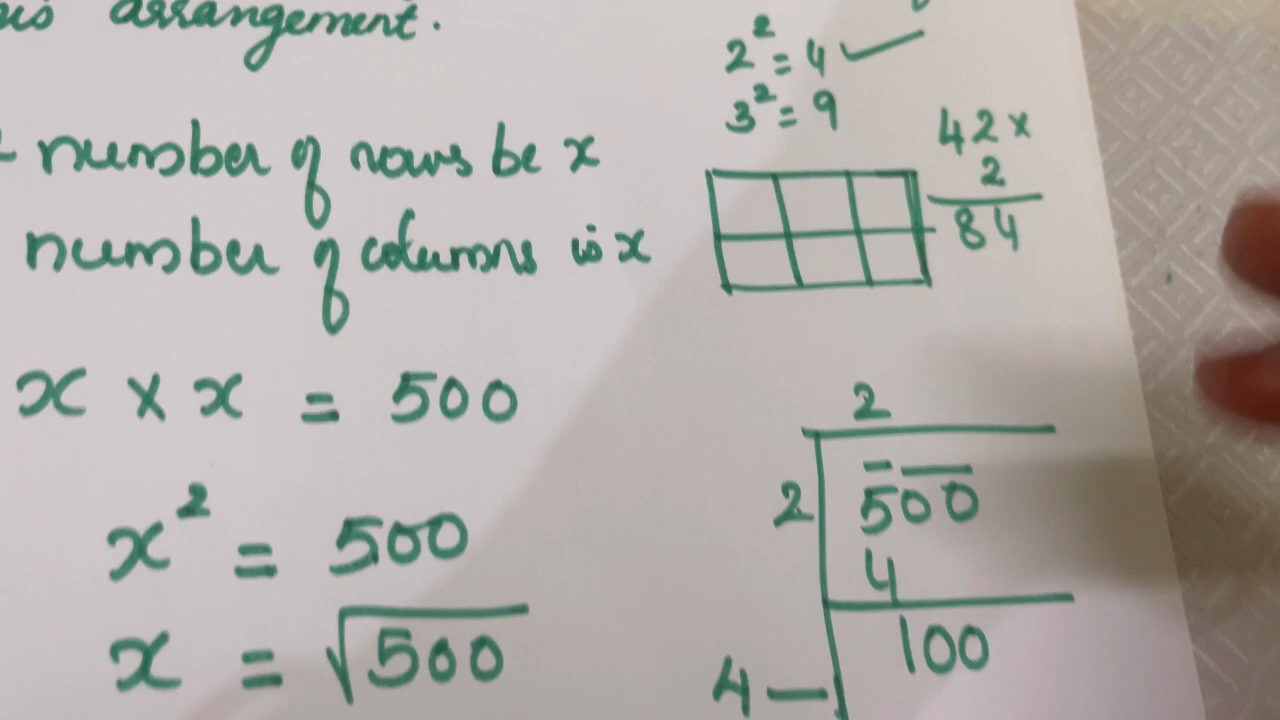 arrangement.
number of rows be x
number of columns is x
x × x = 500
x² = 500
x = √500
2² = 4 ✓
3² = 9
42 ×
2
84
2
2 500
4
100
4 —